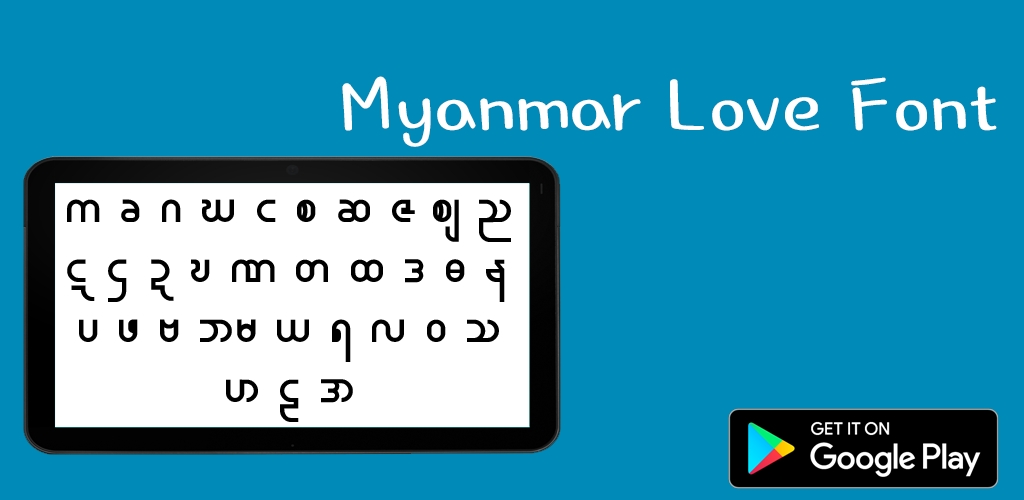 Myanmar Love Font
က ခ ဂ ဃ င စ ဆ ဇ ဈ ည
ဋ ဌ ဍ ဎ ဏ တ ထ ဒ ဓ န
ပ ဖ ဗ ဘ မ ယ ရ လ ဝ သ
ဟ ဠ အ
GET IT ON
Google Play